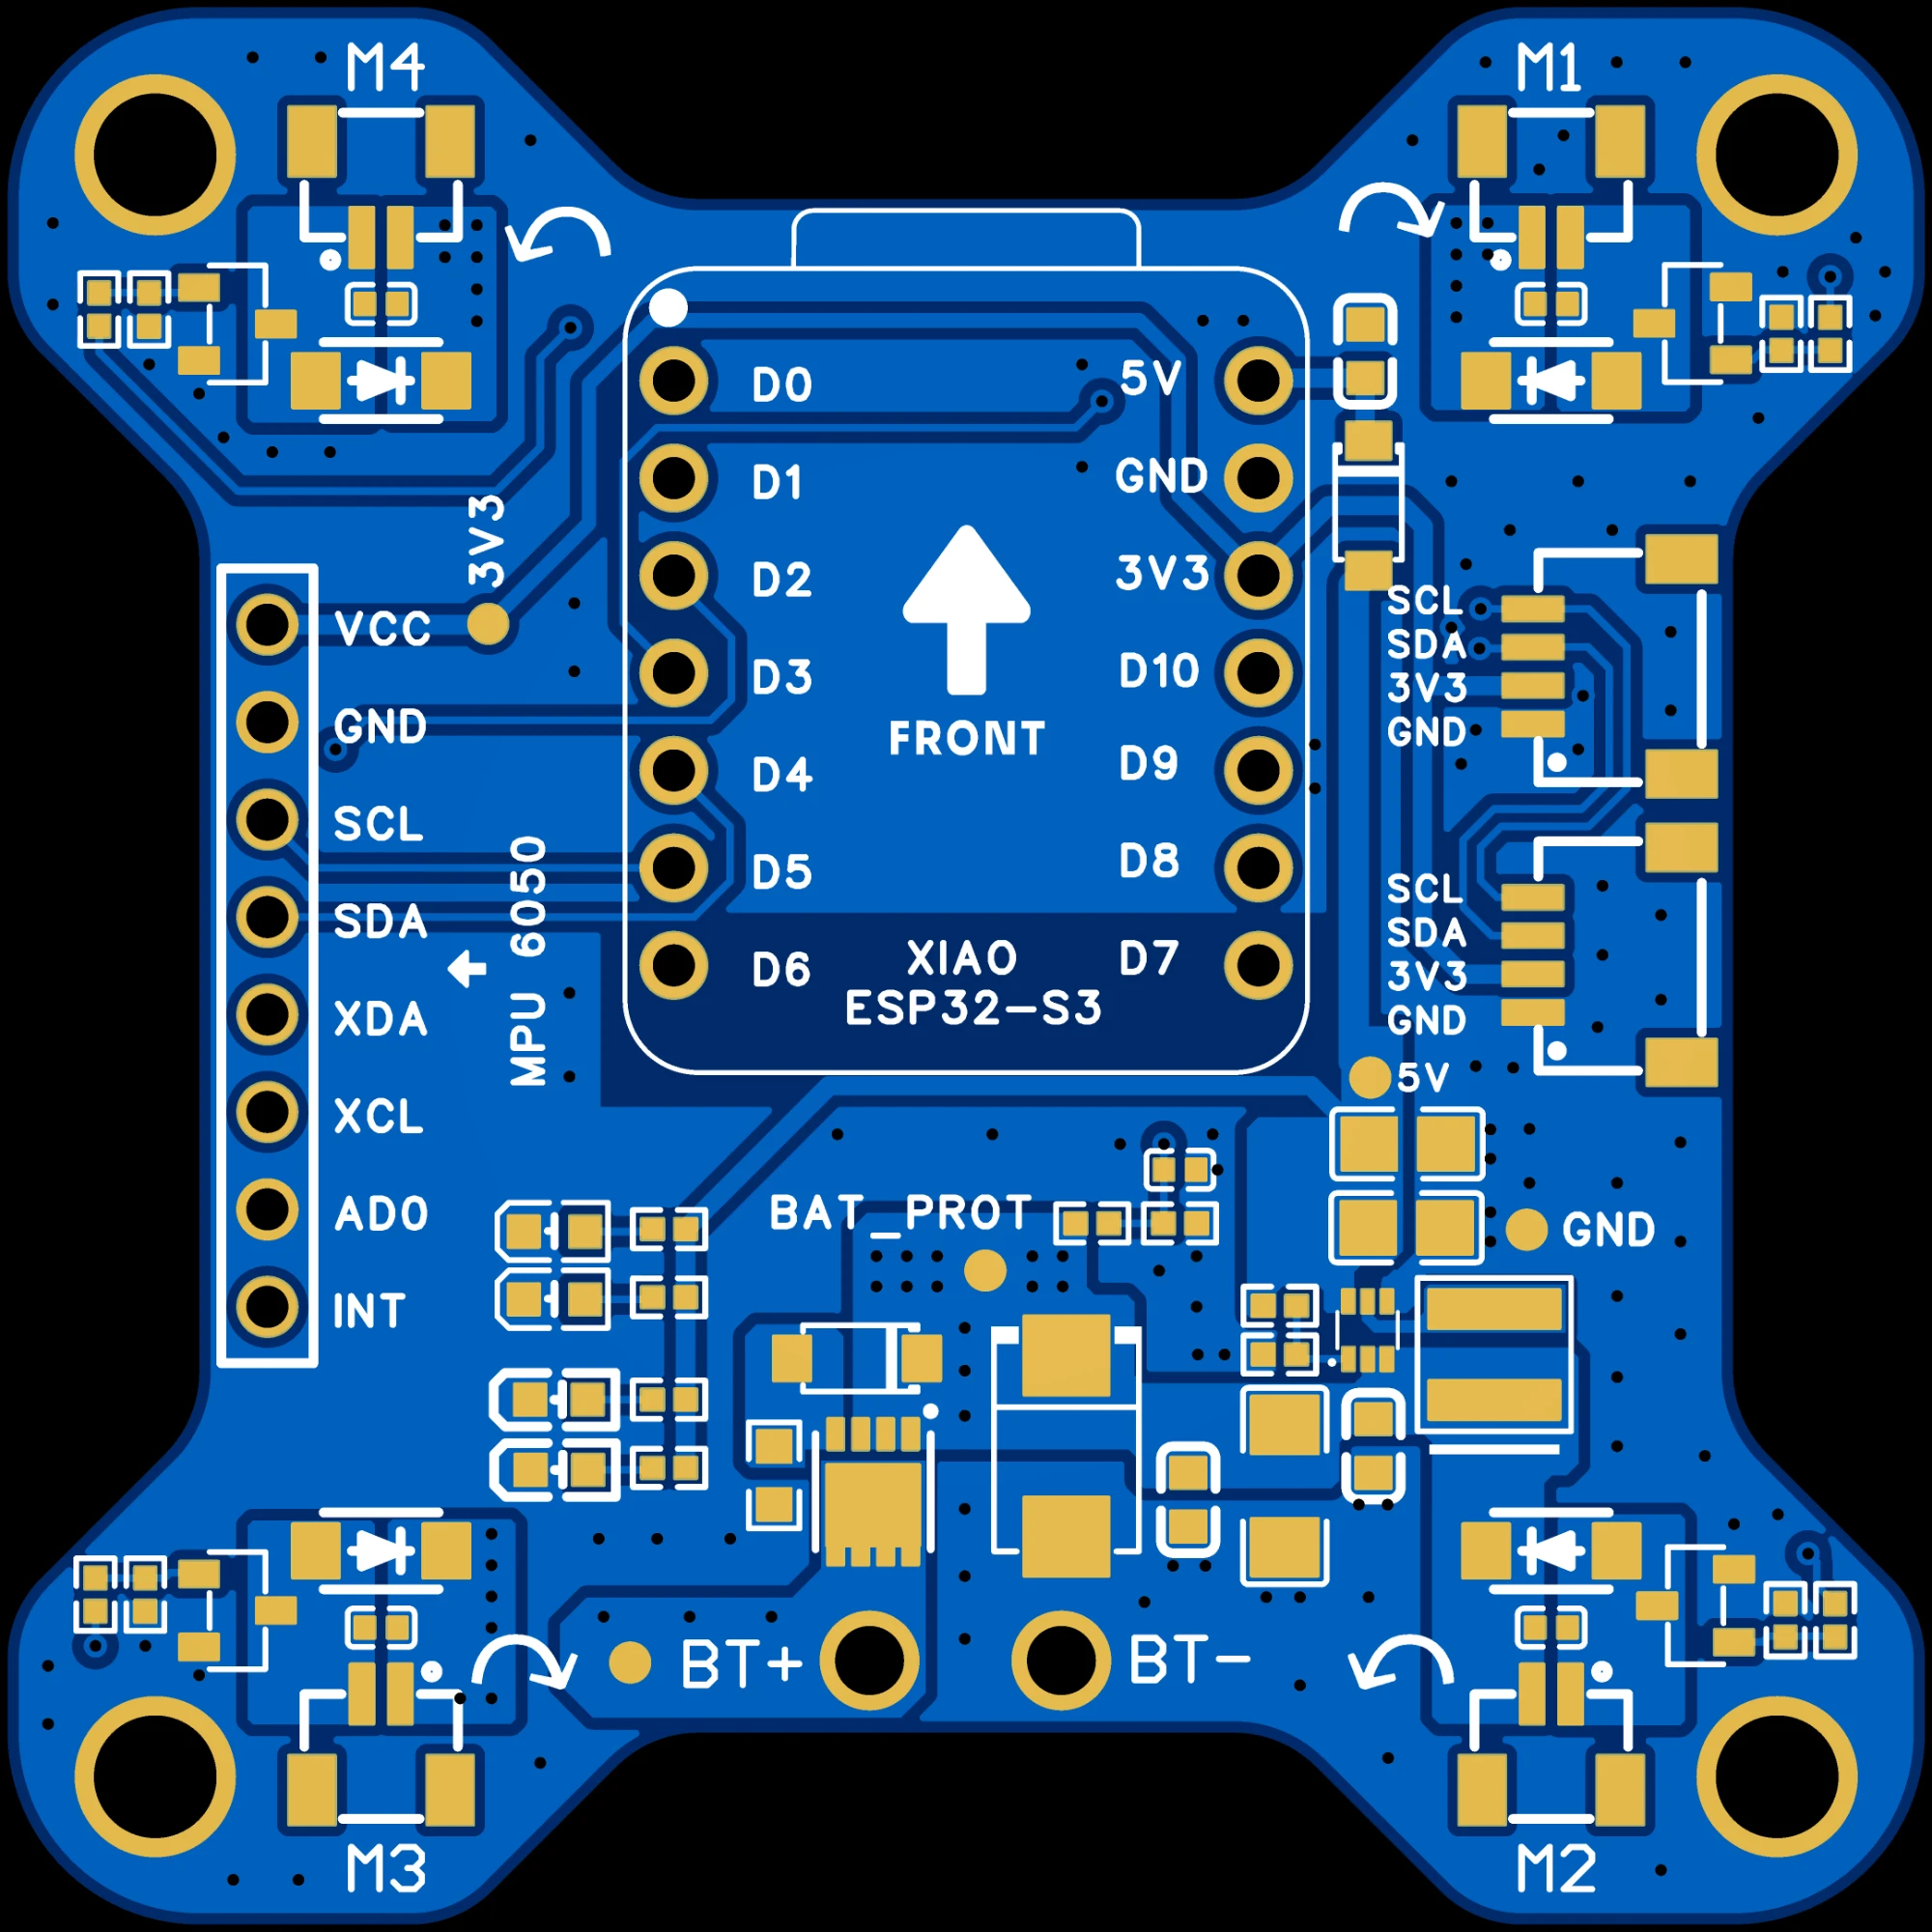 M4
M1
D0
5V
D1
GND
3V3
D2
3V3
SCL
VCC
SDA
D3
D10
3V3
GND
GND
FRONT
D4
D9
SCL
D5
D8
SCL
SDA
SDA
MPU 6050
D6
XIAO
D7
3V3
ESP32-S3
XDA
GND
5V
XCL
AD0
BAT_PROT
GND
INT
BT+
BT-
M3
M2